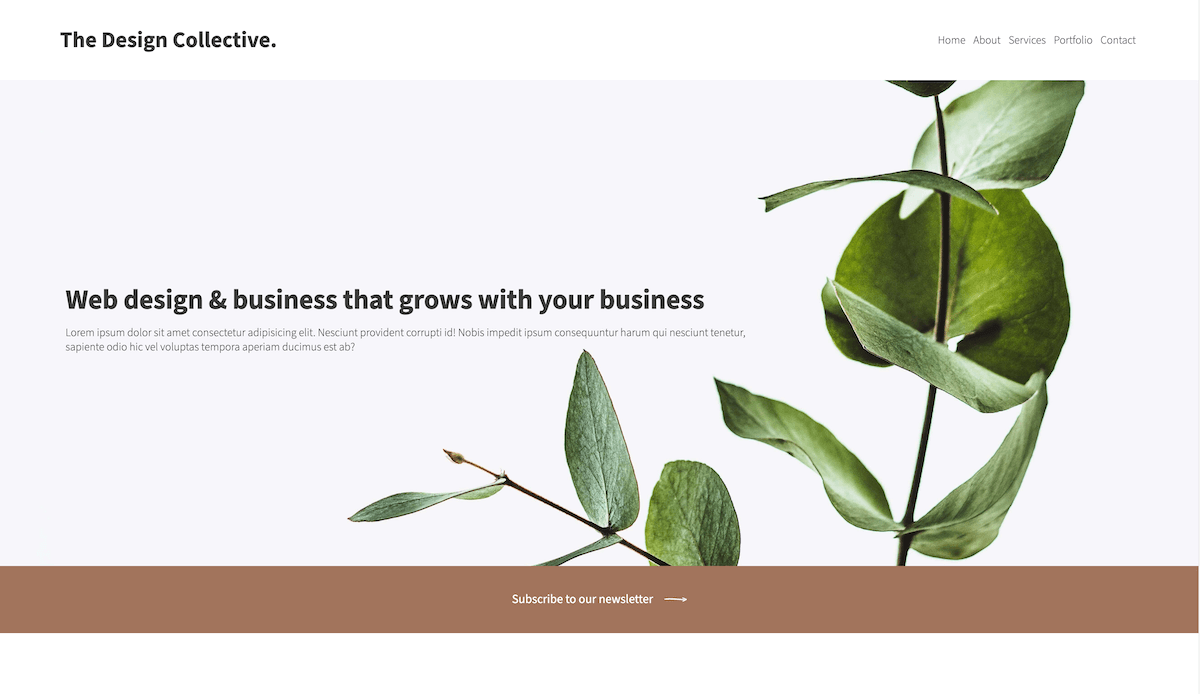 The Design Collective.
Home About Services Portfolio Contact
Web design & business that grows with your business
Lorem ipsum dolor sit amet consectetur adipisicing elit. Nesciunt provident corrupti id! Nobis impedit ipsum consequuntur harum qui nesciunt tenetur,
sapiente odio hic vel voluptas tempora aperiam ducimus est ab?
Subscribe to our newsletter